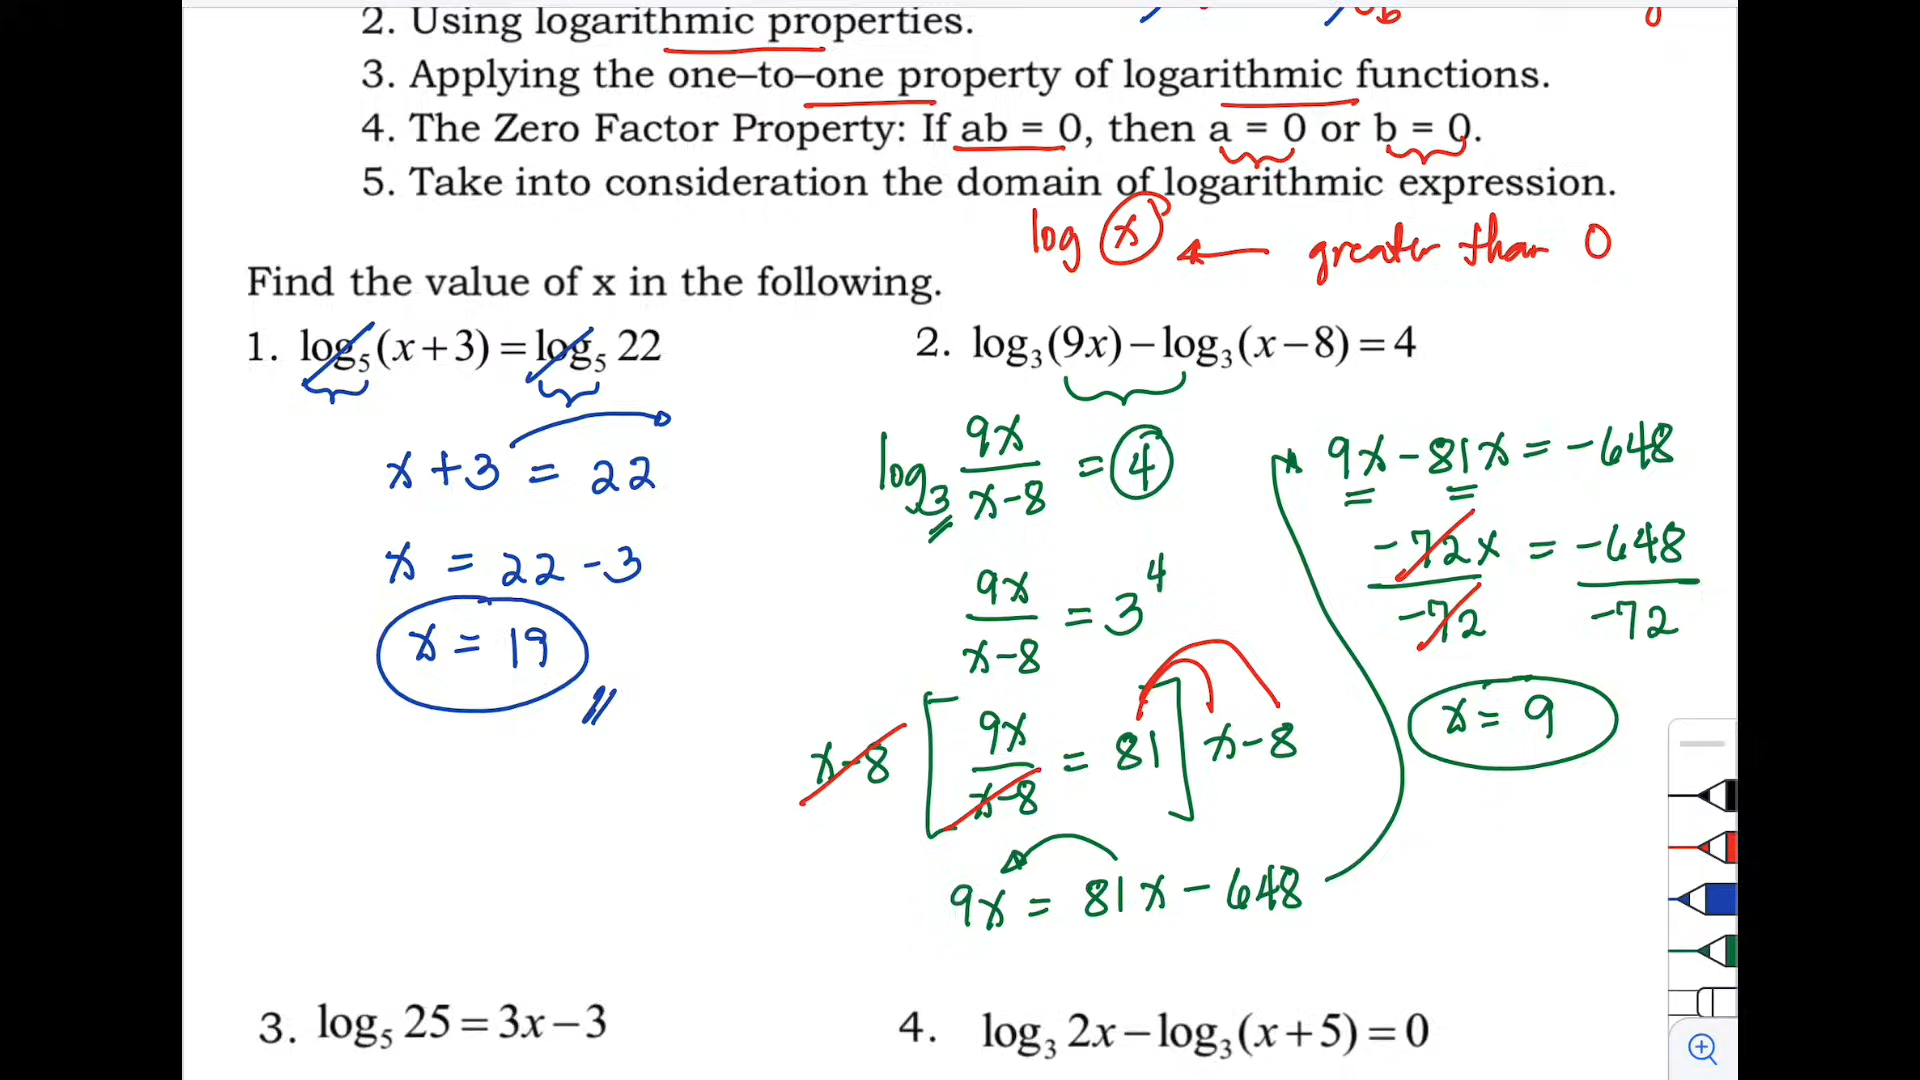 2. Using logarithmic properties.
3. Applying the one–to–one property of logarithmic functions.
4. The Zero Factor Property: If ab = 0, then a = 0 or b = 0.
5. Take into consideration the domain of logarithmic expression.
log x ← greater than 0
Find the value of x in the following.
1. log₅(x+3) = log₅ 22
x + 3 = 22
x = 22 - 3
x = 19
2. log₃(9x) − log₃(x−8) = 4
log₃ 9x/(x-8) = 4
9x/(x-8) = 3⁴
x-8 [ 9x/(x-8) = 81 ] x-8
9x = 81x - 648
9x - 81x = -648
-72x/-72 = -648/-72
x = 9
3. log₅ 25 = 3x − 3
4. log₃ 2x − log₃(x+5) = 0